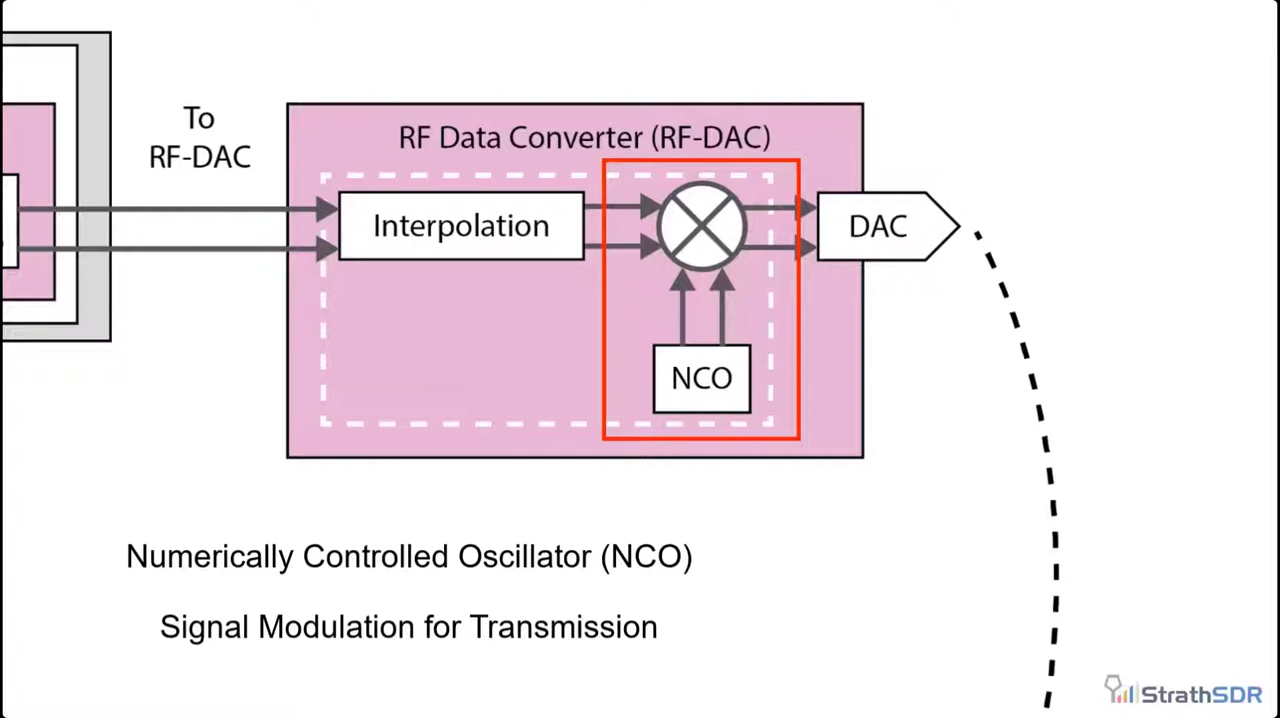 To
RF-DAC
RF Data Converter (RF-DAC)
Interpolation
DAC
NCO
Numerically Controlled Oscillator (NCO)
Signal Modulation for Transmission
StrathSDR